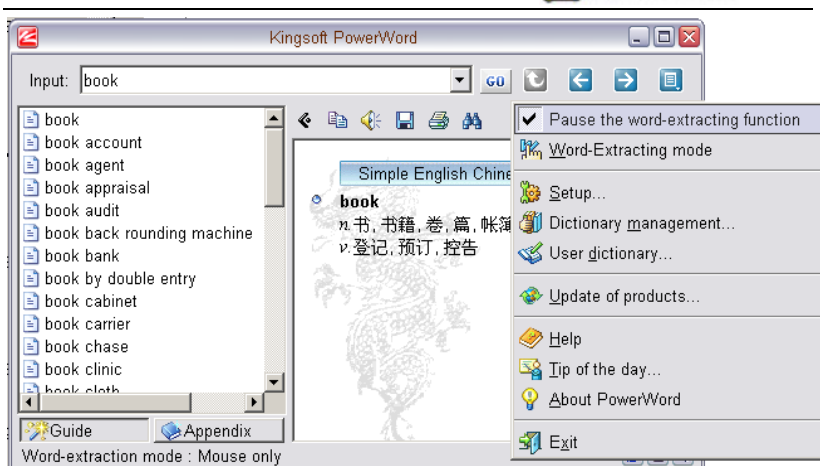 Kingsoft PowerWord
Input: book GO
book
book account
book agent
book appraisal
book audit
book back rounding machine
book bank
book by double entry
book cabinet
book carrier
book chase
book clinic
book cloth
Guide Appendix
Word-extraction mode : Mouse only
Simple English Chine
book
n.书, 书籍, 卷, 篇, 帐簿
v.登记, 预订, 控告
Pause the word-extracting function
Word-Extracting mode
Setup...
Dictionary management...
User dictionary...
Update of products...
Help
Tip of the day...
About PowerWord
Exit